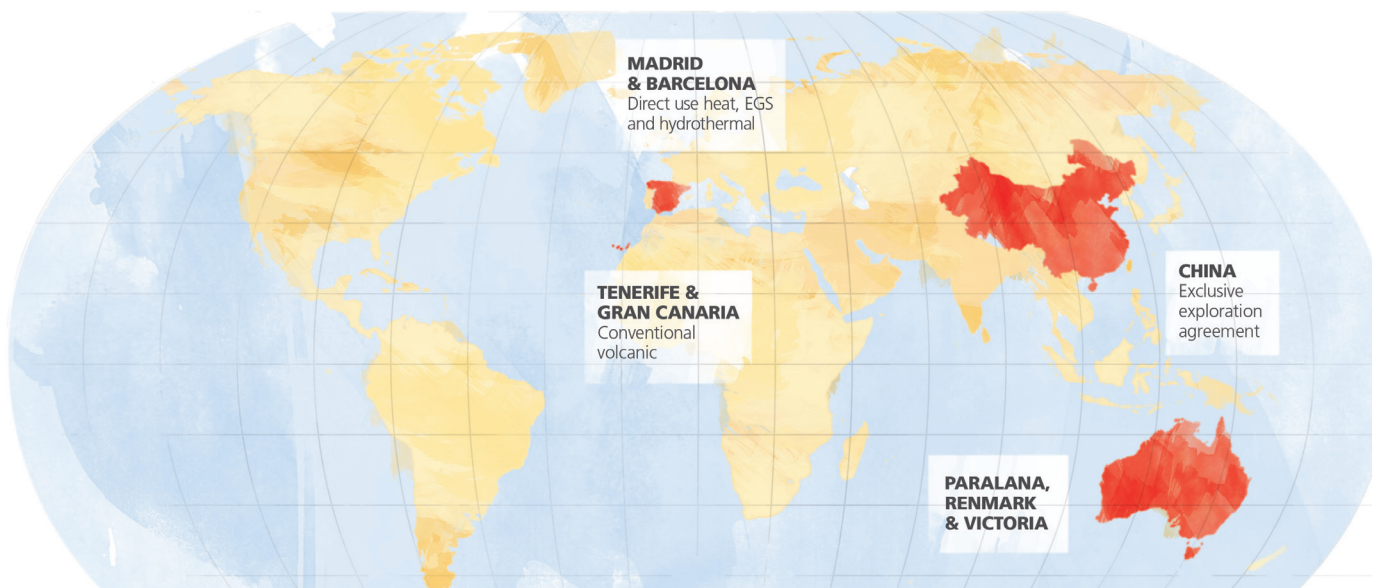 MADRID
& BARCELONA
Direct use heat, EGS
and hydrothermal
TENERIFE &
GRAN CANARIA
Conventional
volcanic
CHINA
Exclusive
exploration
agreement
PARALANA,
RENMARK
& VICTORIA